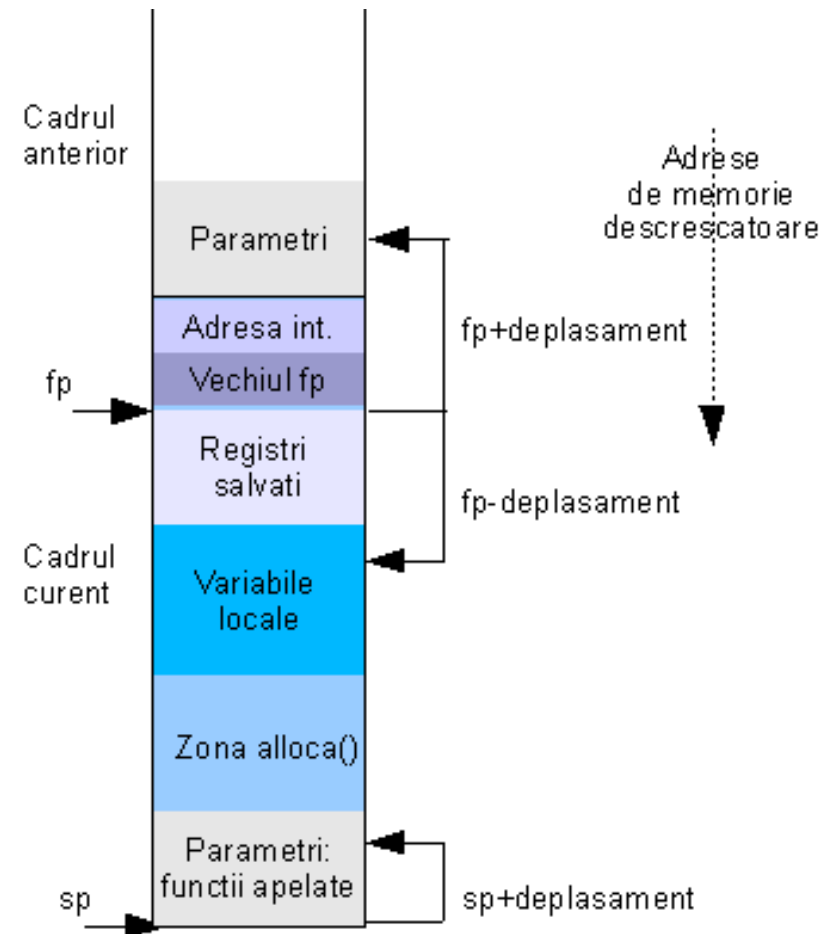 Cadrul
anterior
Adrese
de memorie
descrescatoare
Parametri
Adresa int.
fp+deplasament
Vechiul fp
fp
Registri
salvati
fp-deplasament
Cadrul
curent
Variabile
locale
Zona alloca()
Parametri:
functii apelate
sp
sp+deplasament